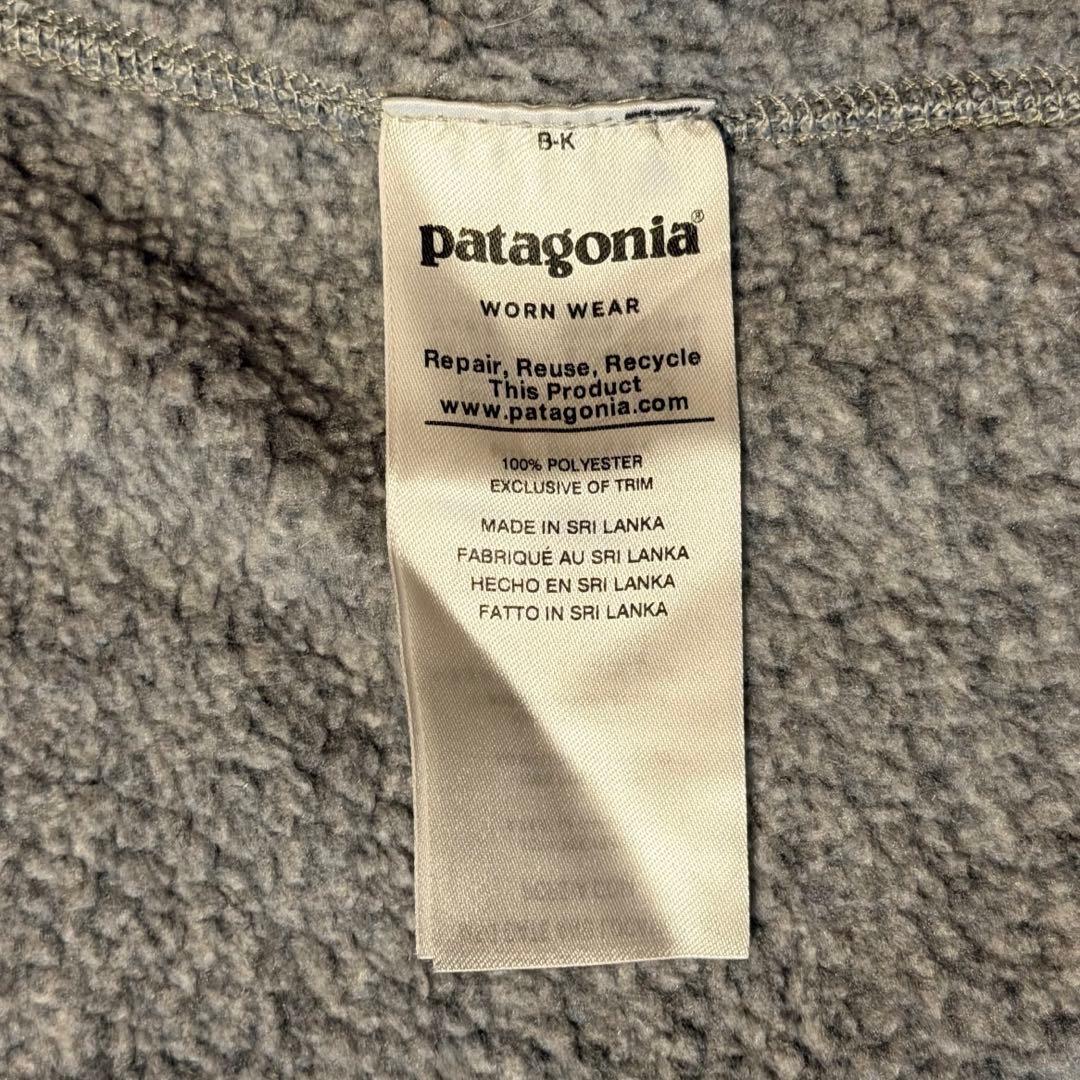 B-K
patagonia®
WORN WEAR
Repair, Reuse, Recycle
This Product
www.patagonia.com
100% POLYESTER
EXCLUSIVE OF TRIM
MADE IN SRI LANKA
FABRIQUÉ AU SRI LANKA
HECHO EN SRI LANKA
FATTO IN SRI LANKA